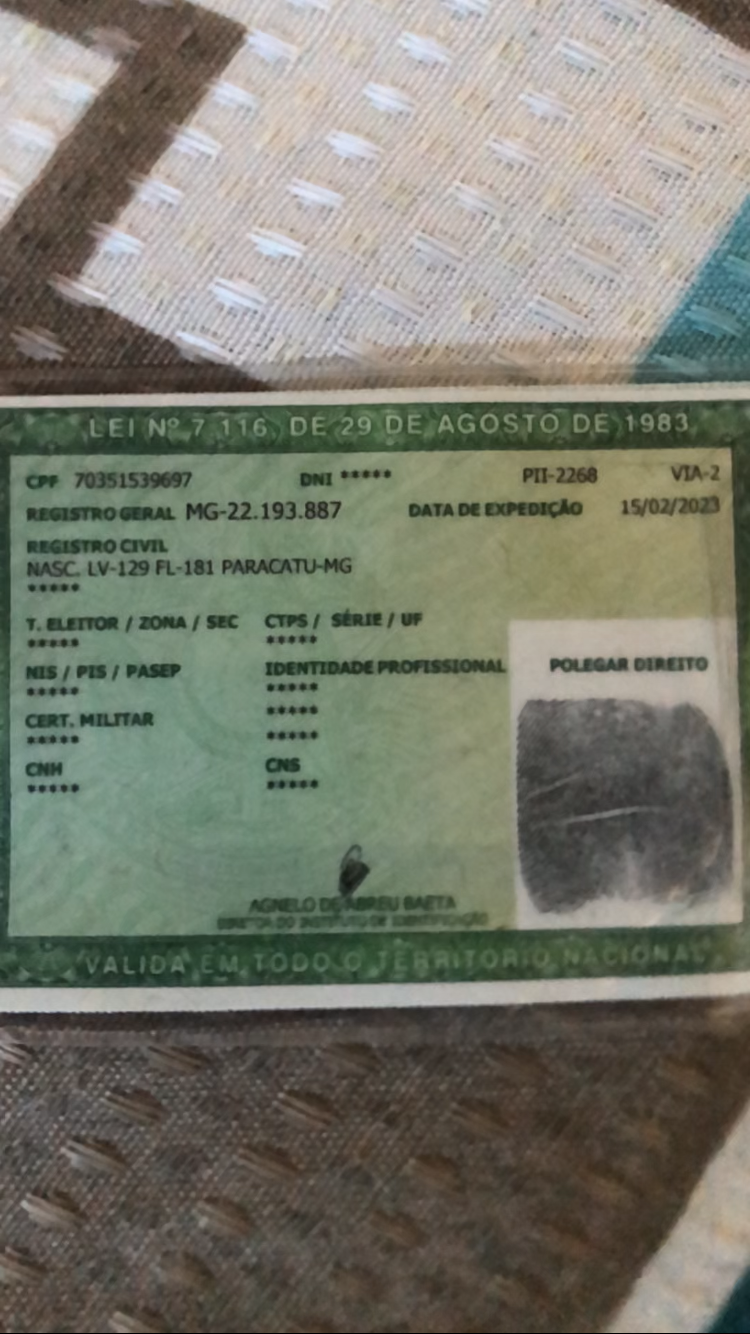 LEI Nº 7 116, DE 29 DE AGOSTO DE 1983
CPF 70351539697 DNI ***** PII-2268 VIA-2
REGISTRO GERAL MG-22.193.887 DATA DE EXPEDIÇÃO 15/02/2023
REGISTRO CIVIL
NASC. LV-129 FL-181 PARACATU-MG
*****
T. ELEITOR / ZONA / SEC CTPS / SÉRIE / UF
***** *****
NIS / PIS / PASEP IDENTIDADE PROFISSIONAL POLEGAR DIREITO
***** *****
*****
CERT. MILITAR
***** *****
CNH CNS
***** *****
AGNELO DE ABREU BAETA
DIRETOR DO INSTITUTO DE IDENTIFICAÇÃO
VALIDA EM TODO O TERRITORIO NACIONAL